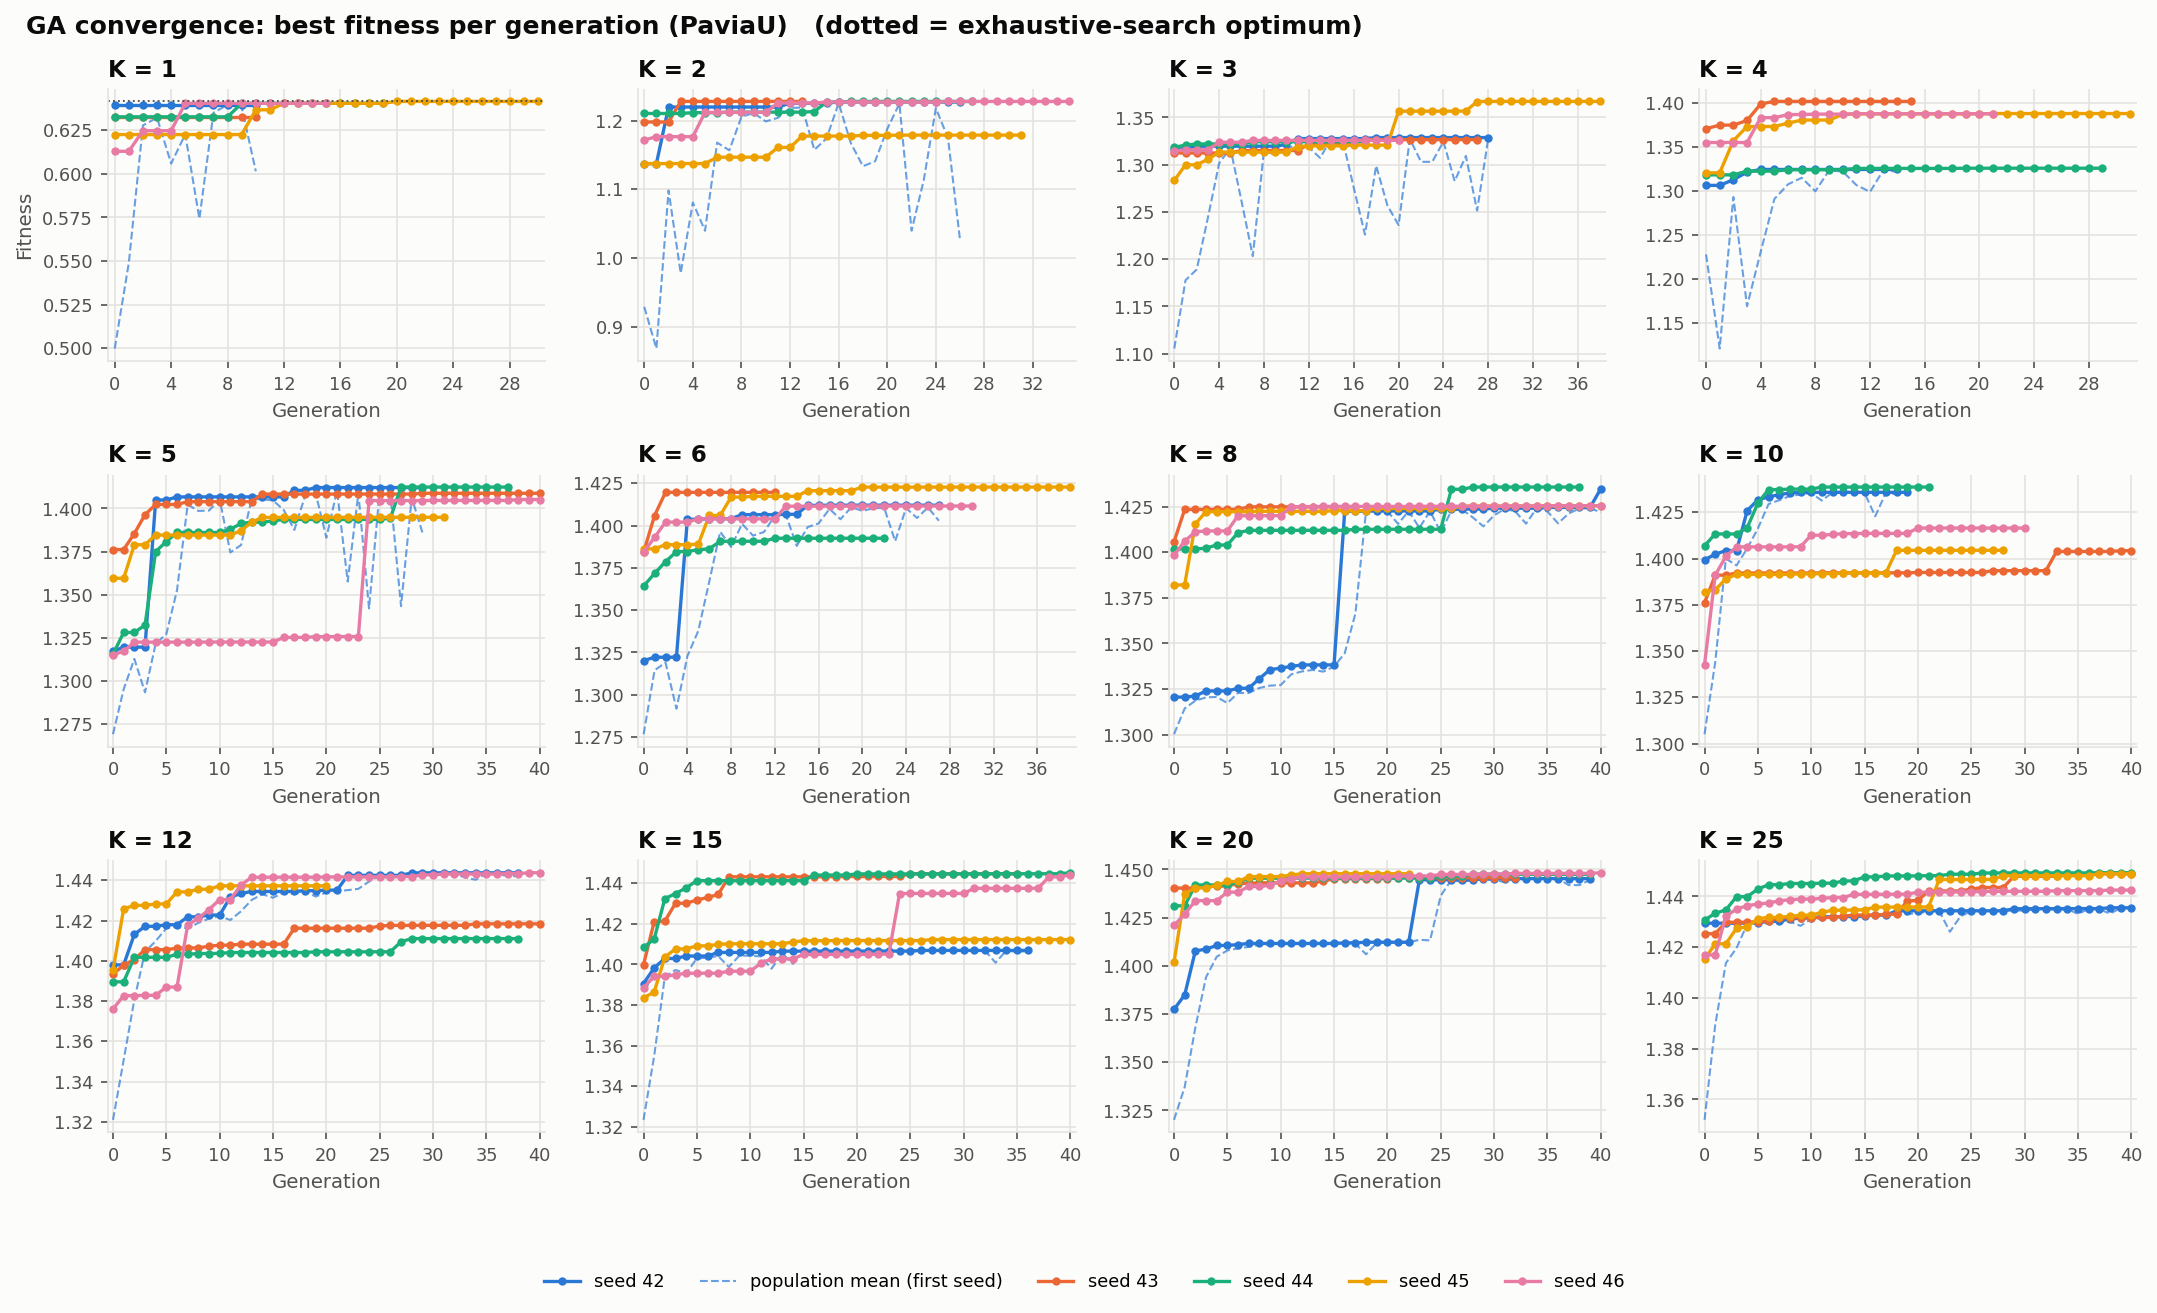 GA convergence: best fitness per generation (PaviaU)   (dotted = exhaustive-search optimum)
K = 1
K = 2
K = 3
K = 4
Fitness
0.625
0.600
0.575
0.550
0.525
0.500
0 4 8 12 16 20 24 28
Generation
1.2
1.1
1.0
0.9
0 4 8 12 16 20 24 28 32
Generation
1.35
1.30
1.25
1.20
1.15
1.10
0 4 8 12 16 20 24 28 32 36
Generation
1.40
1.35
1.30
1.25
1.20
1.15
0 4 8 12 16 20 24 28
Generation
K = 5
K = 6
K = 8
K = 10
1.400
1.375
1.350
1.325
1.300
1.275
0 5 10 15 20 25 30 35 40
Generation
1.425
1.400
1.375
1.350
1.325
1.300
1.275
0 4 8 12 16 20 24 28 32 36
Generation
1.425
1.400
1.375
1.350
1.325
1.300
0 5 10 15 20 25 30 35 40
Generation
1.425
1.400
1.375
1.350
1.325
1.300
0 5 10 15 20 25 30 35 40
Generation
K = 12
K = 15
K = 20
K = 25
1.44
1.42
1.40
1.38
1.36
1.34
1.32
0 5 10 15 20 25 30 35 40
Generation
1.44
1.42
1.40
1.38
1.36
1.34
1.32
0 5 10 15 20 25 30 35 40
Generation
1.450
1.425
1.400
1.375
1.350
1.325
0 5 10 15 20 25 30 35 40
Generation
1.44
1.42
1.40
1.38
1.36
0 5 10 15 20 25 30 35 40
Generation
seed 42 population mean (first seed) seed 43 seed 44 seed 45 seed 46